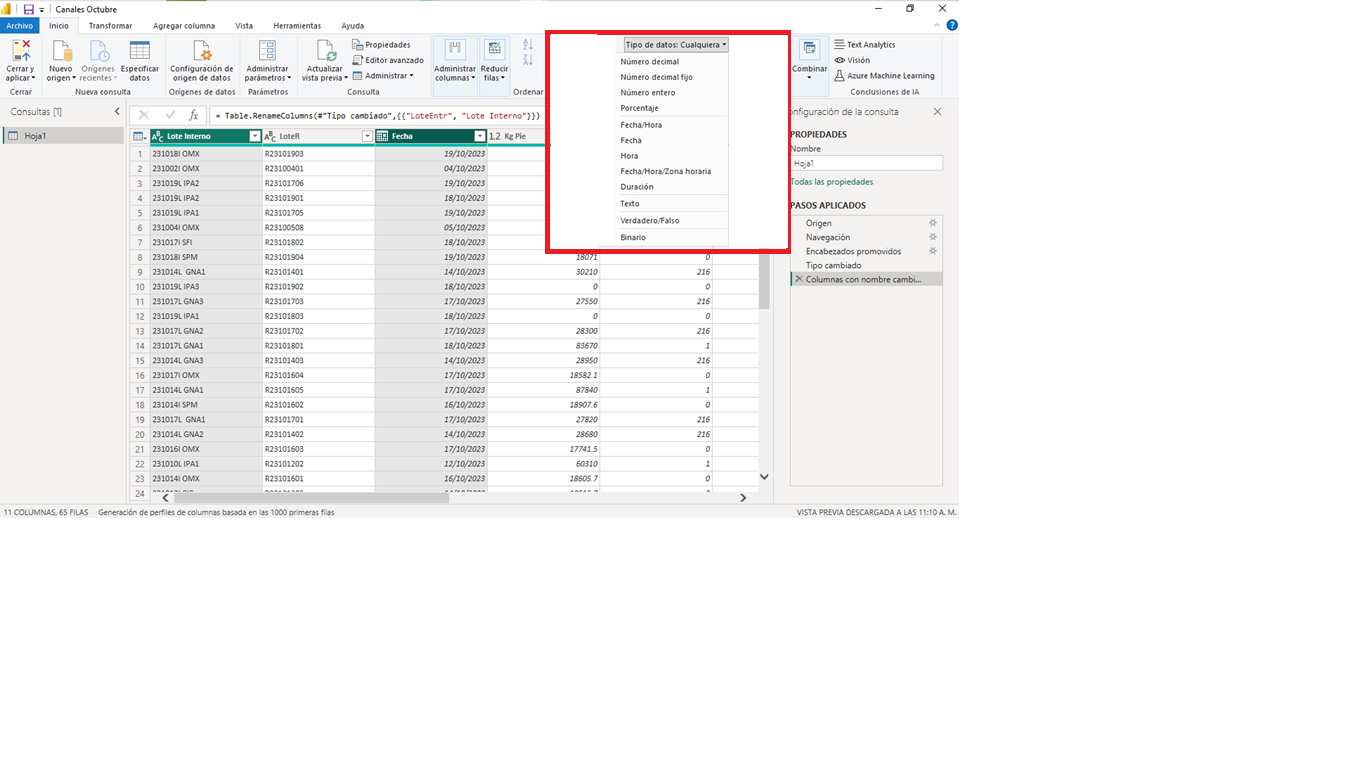 Canales Octubre
Archivo Inicio Transformar Agregar columna Vista Herramientas Ayuda
Cerrar y aplicar
Cerrar
Nuevo origen
Orígenes recientes
Especificar datos
Nueva consulta
Configuración de origen de datos
Orígenes de datos
Administrar parámetros
Parámetros
Actualizar vista previa
Propiedades
Editor avanzado
Administrar
Consulta
Administrar columnas
Reducir filas
Ordenar
Tipo de datos: Cualquiera
Número decimal
Número decimal fijo
Número entero
Porcentaje
Fecha/Hora
Fecha
Hora
Fecha/Hora/Zona horaria
Duración
Texto
Verdadero/Falso
Binario
Combinar
Text Analytics
Visión
Azure Machine Learning
Conclusiones de IA
Consultas [1]
Hoja1
= Table.RenameColumns(#"Tipo cambiado",{{"LoteEntr", "Lote Interno"}})
Lote Interno LoteR Fecha 1.2 Kg Pie
1 231018I OMX R23101903 19/10/2023
2 231002I OMX R23100401 04/10/2023
3 231019L IPA2 R23101706 19/10/2023
4 231019L IPA2 R23101901 18/10/2023
5 231019L IPA1 R23101705 19/10/2023
6 231004I OMX R23100508 05/10/2023
7 231017I SFI R23101802 18/10/2023
8 231018I SPM R23101904 19/10/2023 18071 0
9 231014L GNA1 R23101401 14/10/2023 30210 216
10 231019L IPA3 R23101902 18/10/2023 0 0
11 231017L GNA3 R23101703 17/10/2023 27550 216
12 231019L IPA1 R23101803 18/10/2023 0 0
13 231017L GNA2 R23101702 17/10/2023 28300 216
14 231017L GNA1 R23101801 18/10/2023 83670 1
15 231014L GNA3 R23101403 14/10/2023 28950 216
16 231017I OMX R23101604 17/10/2023 18582.1 0
17 231014L GNA1 R23101605 17/10/2023 87840 1
18 231014I SPM R23101602 16/10/2023 18907.6 0
19 231017L GNA1 R23101701 17/10/2023 27820 216
20 231014L GNA2 R23101402 14/10/2023 28680 216
21 231016I OMX R23101603 17/10/2023 17741.5 0
22 231010L IPA1 R23101202 12/10/2023 60310 1
23 231014I OMX R23101601 16/10/2023 18605.7 0
24
onfiguración de la consulta
PROPIEDADES
Nombre
Hoja1
Todas las propiedades
PASOS APLICADOS
Origen
Navegación
Encabezados promovidos
Tipo cambiado
Columnas con nombre cambi...
11 COLUMNAS, 65 FILAS Generación de perfiles de columnas basada en las 1000 primeras filas VISTA PREVIA DESCARGADA A LAS 11:10 A. M.